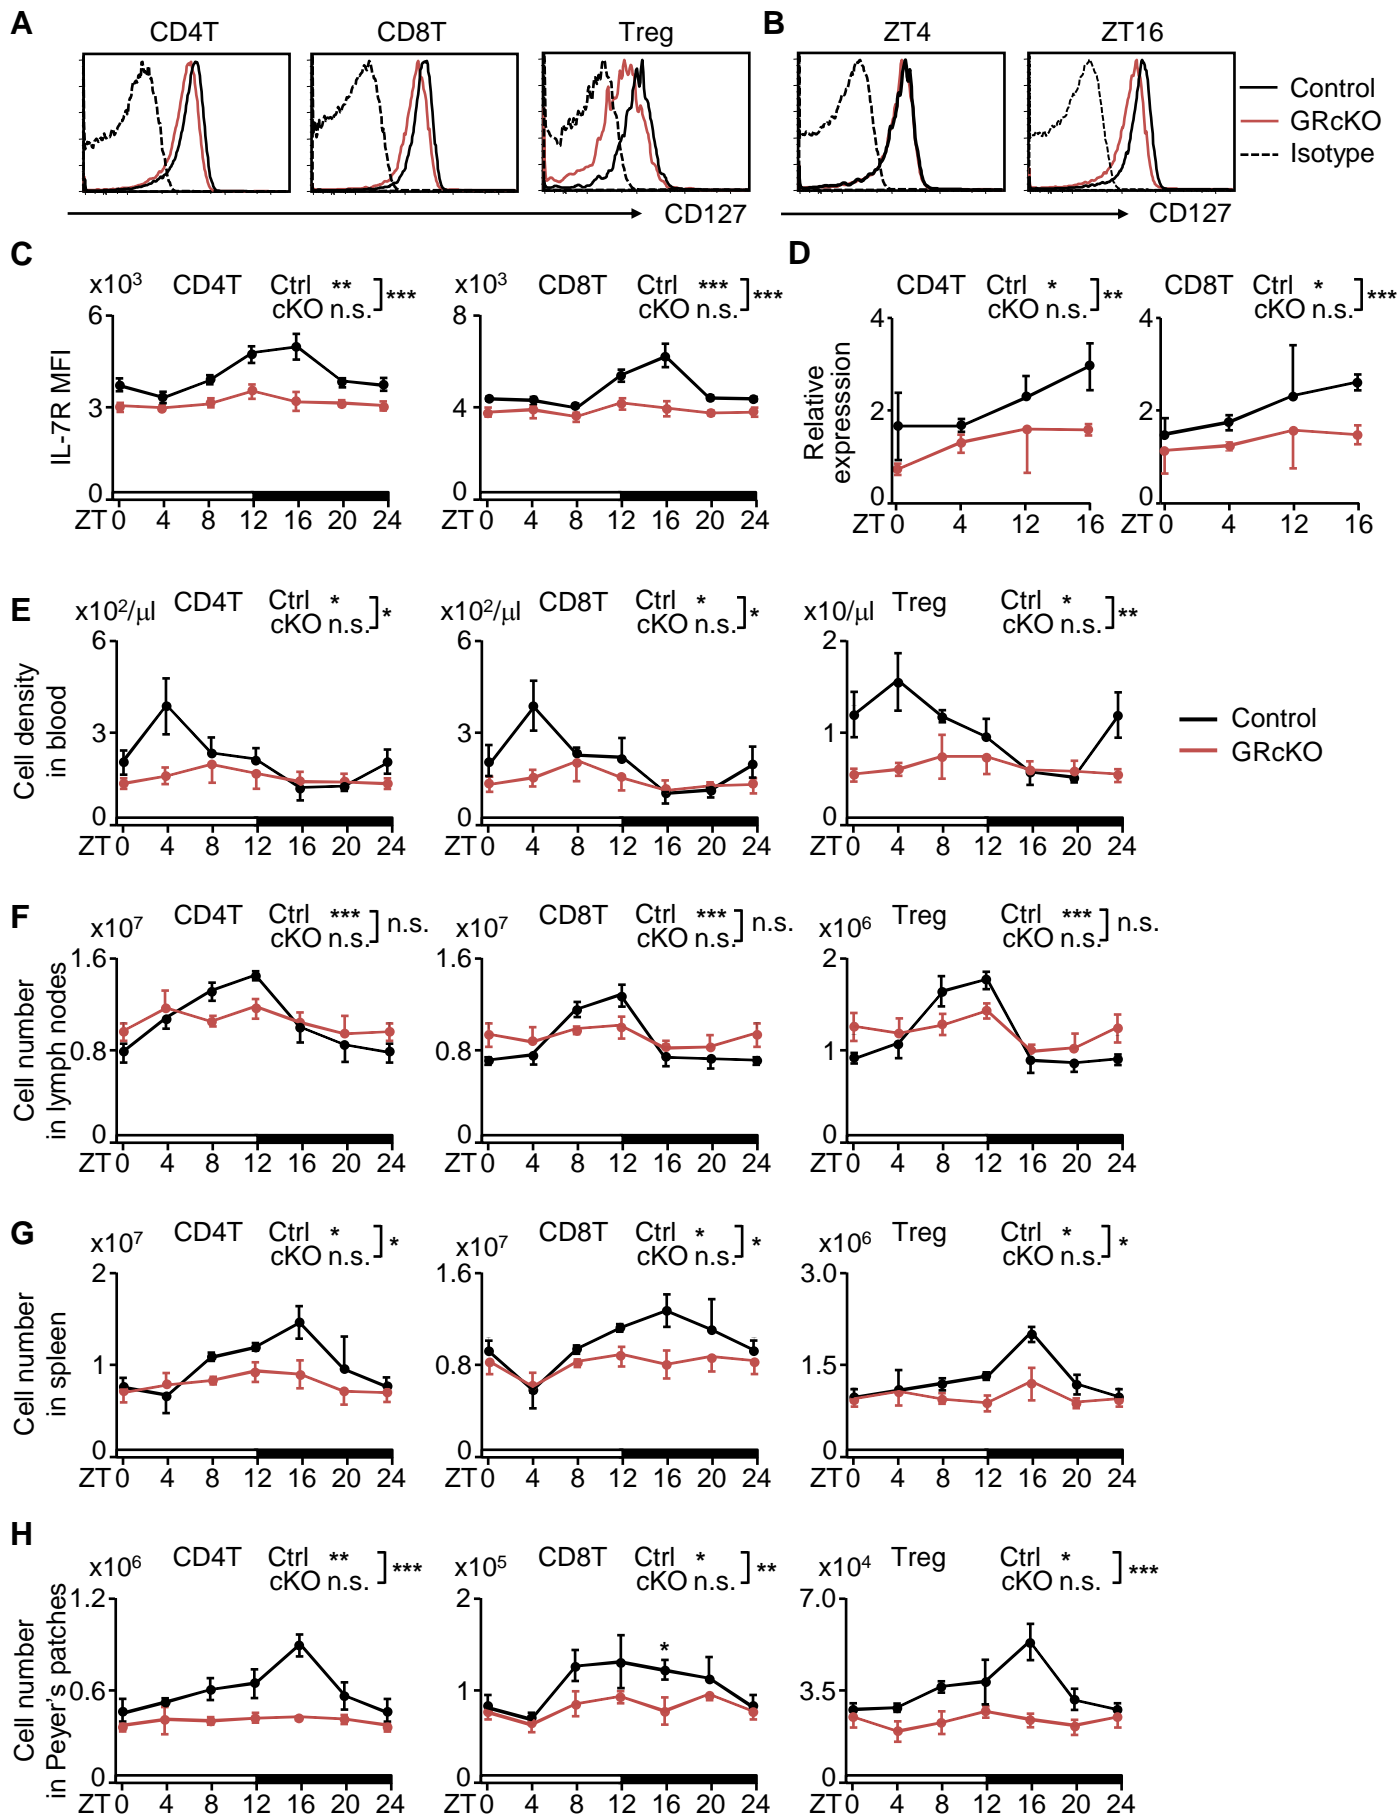 A CD4T CD8T Treg B ZT4 ZT16
Control
GRcKO
Isotype
CD127 CD127
C x10³ CD4T Ctrl ** ***
cKO n.s.
6
3
0
IL-7R MFI
ZT 0 4 8 12 16 20 24
x10³ CD8T Ctrl *** ***
cKO n.s.
8
4
0
0 4 8 12 16 20 24
D CD4T Ctrl * **
cKO n.s.
4
2
0
Relative
expresssion
ZT 0 4 12 16
CD8T Ctrl * ***
cKO n.s.
4
2
0
0 4 12 16
E x10²/μl CD4T Ctrl * *
cKO n.s.
6
3
0
Cell density
in blood
ZT 0 4 8 12 16 20 24
x10²/μl CD8T Ctrl * *
cKO n.s.
6
3
0
ZT 0 4 8 12 16 20 24
x10/μl Treg Ctrl * **
cKO n.s.
2
1
0
ZT 0 4 8 12 16 20 24
Control
GRcKO
F x10⁷ CD4T Ctrl *** n.s.
cKO n.s.
1.6
0.8
0
Cell number
in lymph nodes
ZT 0 4 8 12 16 20 24
x10⁷ CD8T Ctrl *** n.s.
cKO n.s.
1.6
0.8
0
ZT 0 4 8 12 16 20 24
x10⁶ Treg Ctrl *** n.s.
cKO n.s.
2
1
0
ZT 0 4 8 12 16 20 24
G x10⁷ CD4T Ctrl * *
cKO n.s.
2
1
0
Cell number
in spleen
ZT 0 4 8 12 16 20 24
x10⁷ CD8T Ctrl * *
cKO n.s.
1.6
0.8
0
ZT 0 4 8 12 16 20 24
x10⁶ Treg Ctrl * *
cKO n.s.
3.0
1.5
0
ZT 0 4 8 12 16 20 24
H x10⁶ CD4T Ctrl ** ***
cKO n.s.
1.2
0.6
0
Cell number
in Peyer's patches
ZT 0 4 8 12 16 20 24
x10⁵ CD8T Ctrl * **
cKO n.s.
2
*
1
0
ZT 0 4 8 12 16 20 24
x10⁴ Treg Ctrl * ***
cKO n.s.
7.0
3.5
0
ZT 0 4 8 12 16 20 24